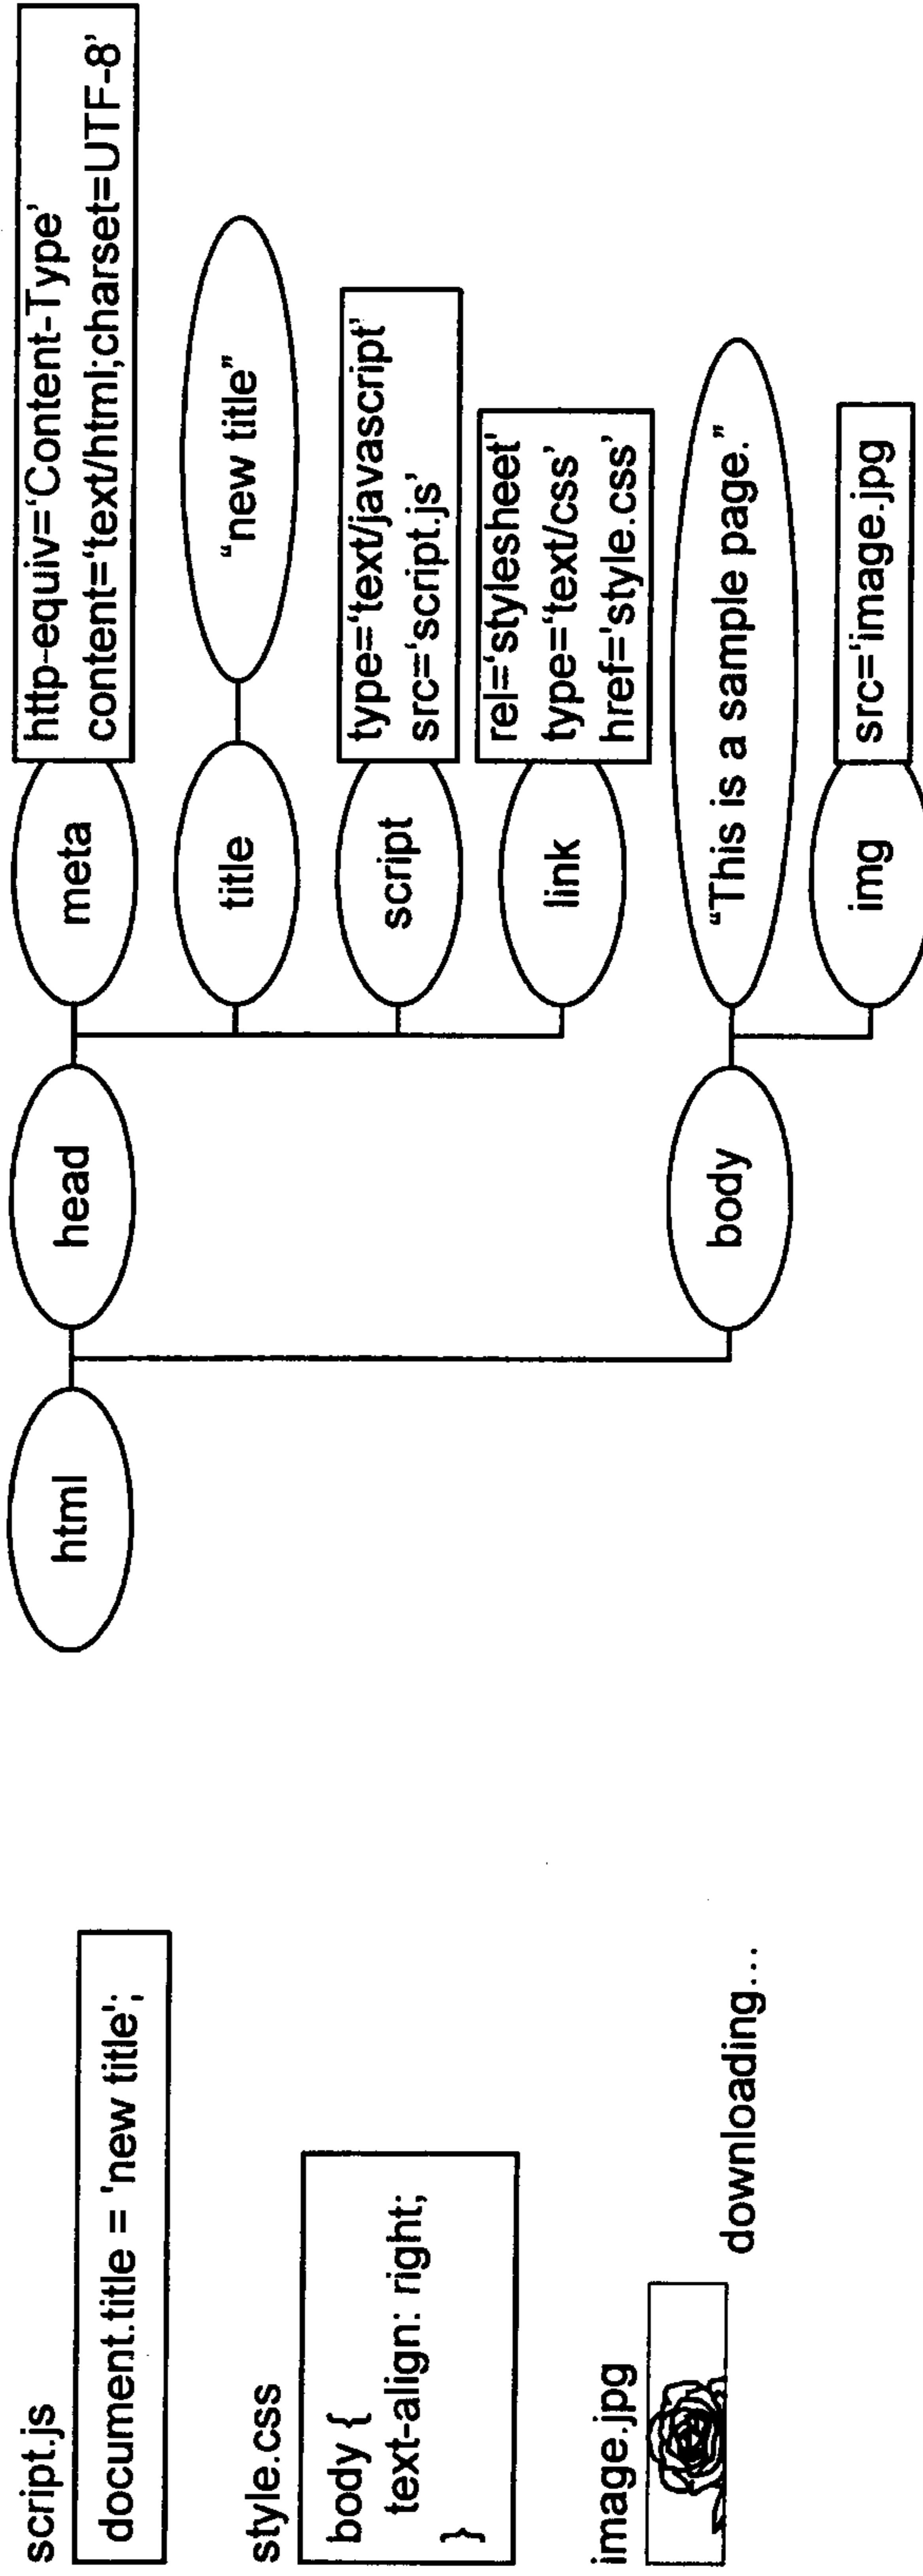 script.js
document.title = 'new title';
style.css
body {
text-align: right;
}
image.jpg
downloading...
html
head
meta
http-equiv=‘Content-Type’
content=‘text/html;charset=UTF-8’
title
“new title”
script
type=‘text/javascript’
src=‘script.js’
link
rel=‘stylesheet’
type=‘text/css’
href=‘style.css’
body
“This is a sample page.”
img
src=‘image.jpg